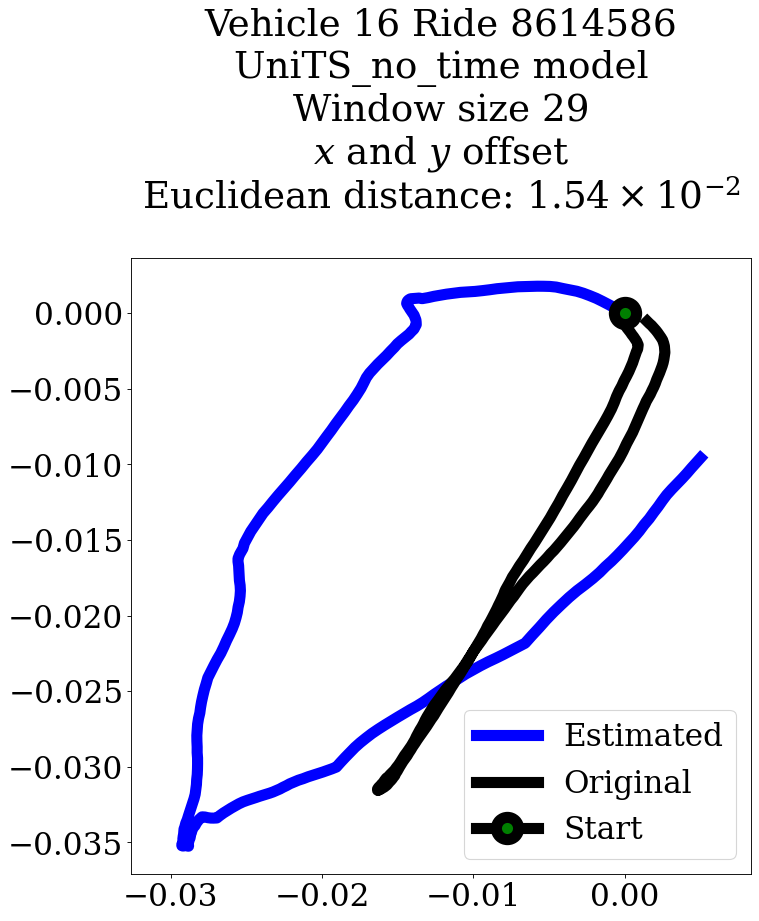 Vehicle 16 Ride 8614586
UniTS_no_time model
Window size 29
x and y offset
Euclidean distance: 1.54 × 10⁻²
0.000
−0.005
−0.010
−0.015
−0.020
−0.025
−0.030
−0.035
Estimated
Original
Start
−0.03 −0.02 −0.01 0.00